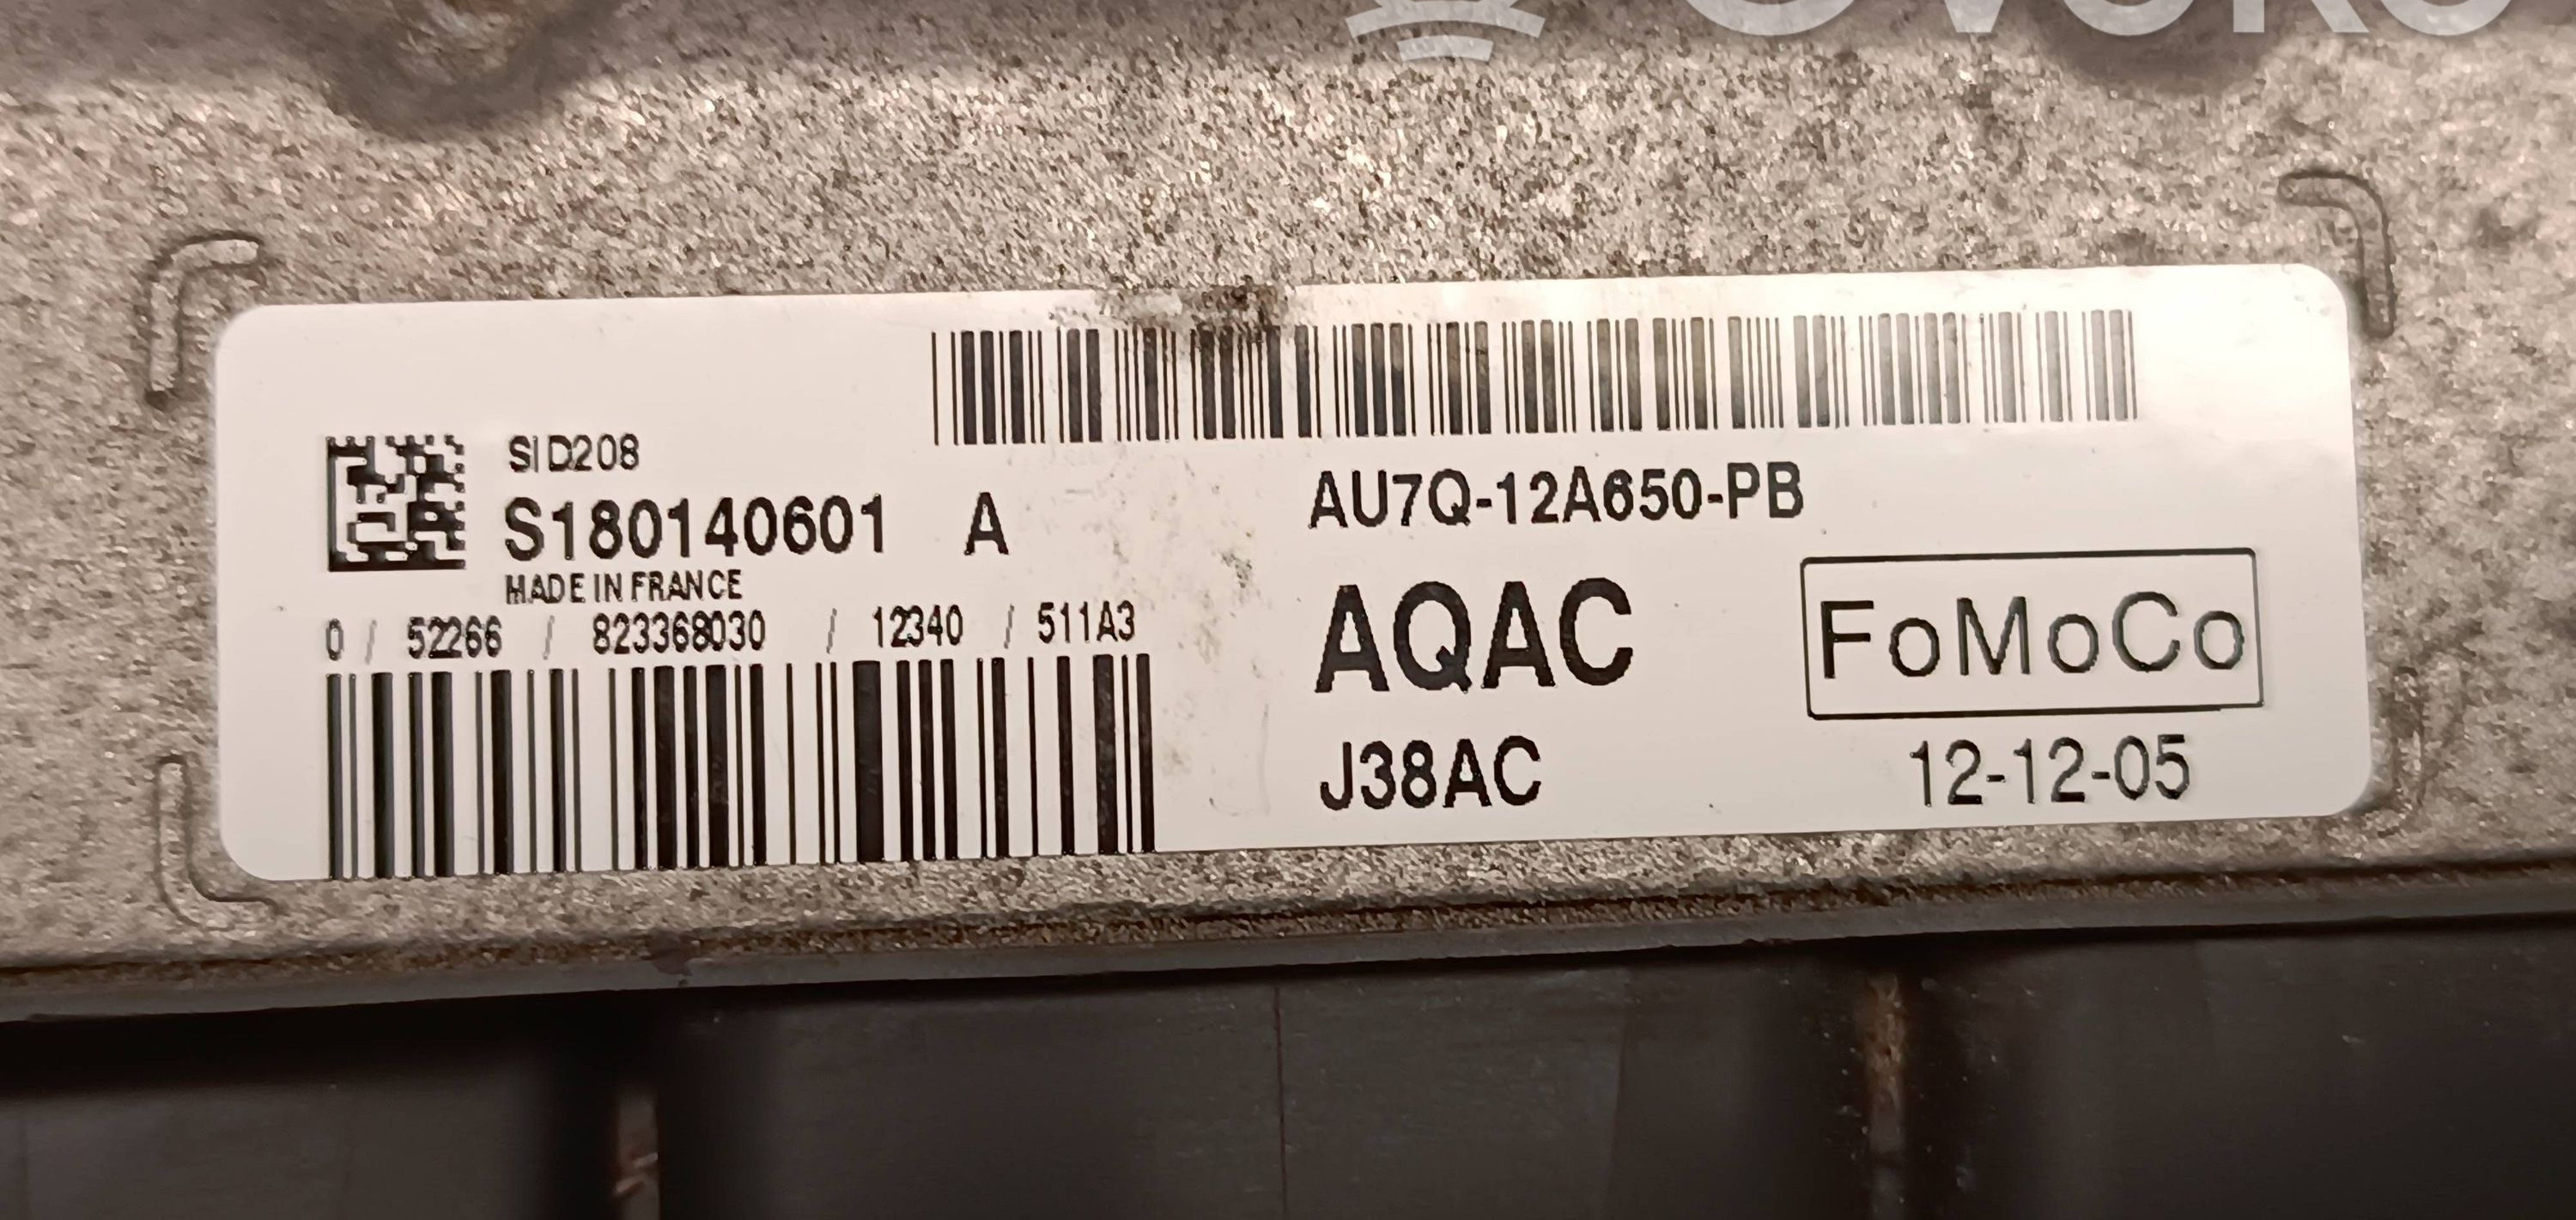 SID208
S180140601 A
MADE IN FRANCE
0 / 52266 / 823368030 / 12340 / 511A3
AU7Q-12A650-PB
AQAC
FoMoCo
J38AC
12-12-05